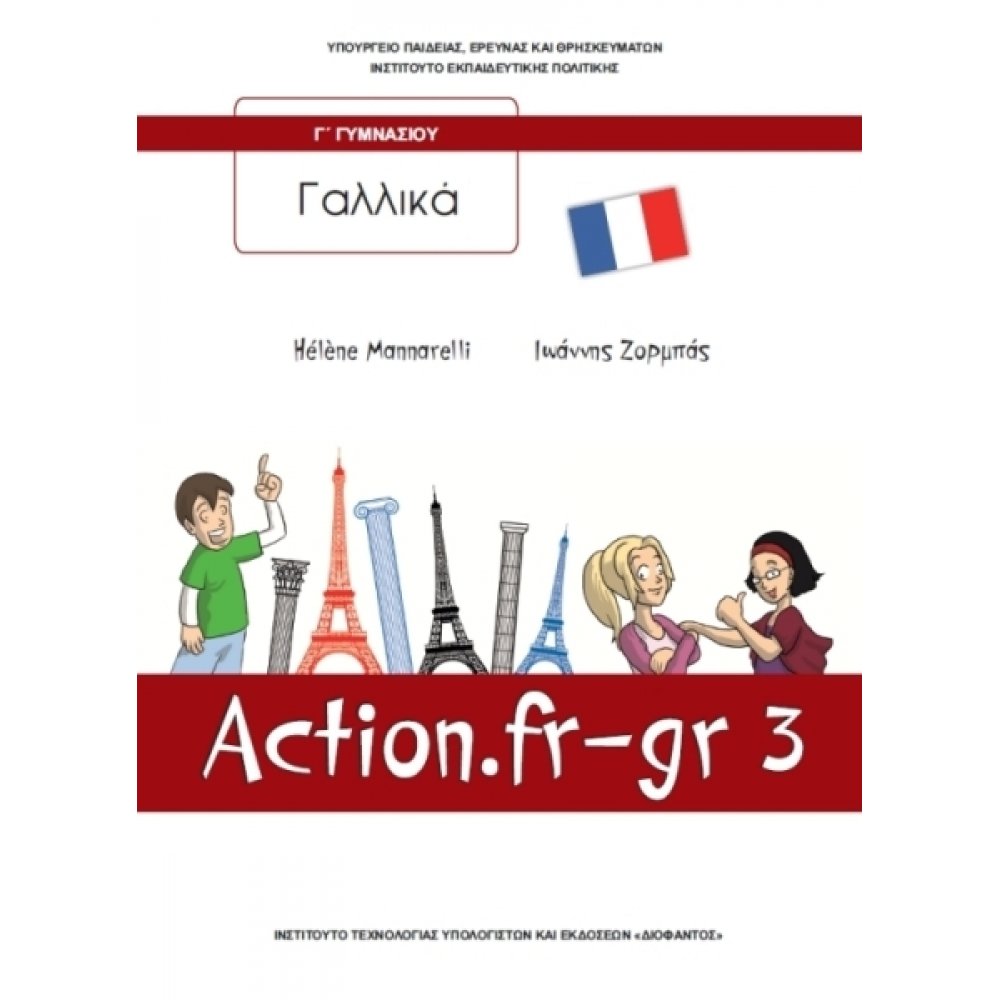 ΥΠΟΥΡΓΕΙΟ ΠΑΙΔΕΙΑΣ, ΕΡΕΥΝΑΣ ΚΑΙ ΘΡΗΣΚΕΥΜΑΤΩΝ
ΙΝΣΤΙΤΟΥΤΟ ΕΚΠΑΙΔΕΥΤΙΚΗΣ ΠΟΛΙΤΙΚΗΣ
Γ΄ ΓΥΜΝΑΣΙΟΥ
Γαλλικά
Hélène Mannarelli Ιωάννης Ζορμπάς
Action.fr-gr 3
ΙΝΣΤΙΤΟΥΤΟ ΤΕΧΝΟΛΟΓΙΑΣ ΥΠΟΛΟΓΙΣΤΩΝ ΚΑΙ ΕΚΔΟΣΕΩΝ «ΔΙΟΦΑΝΤΟΣ»